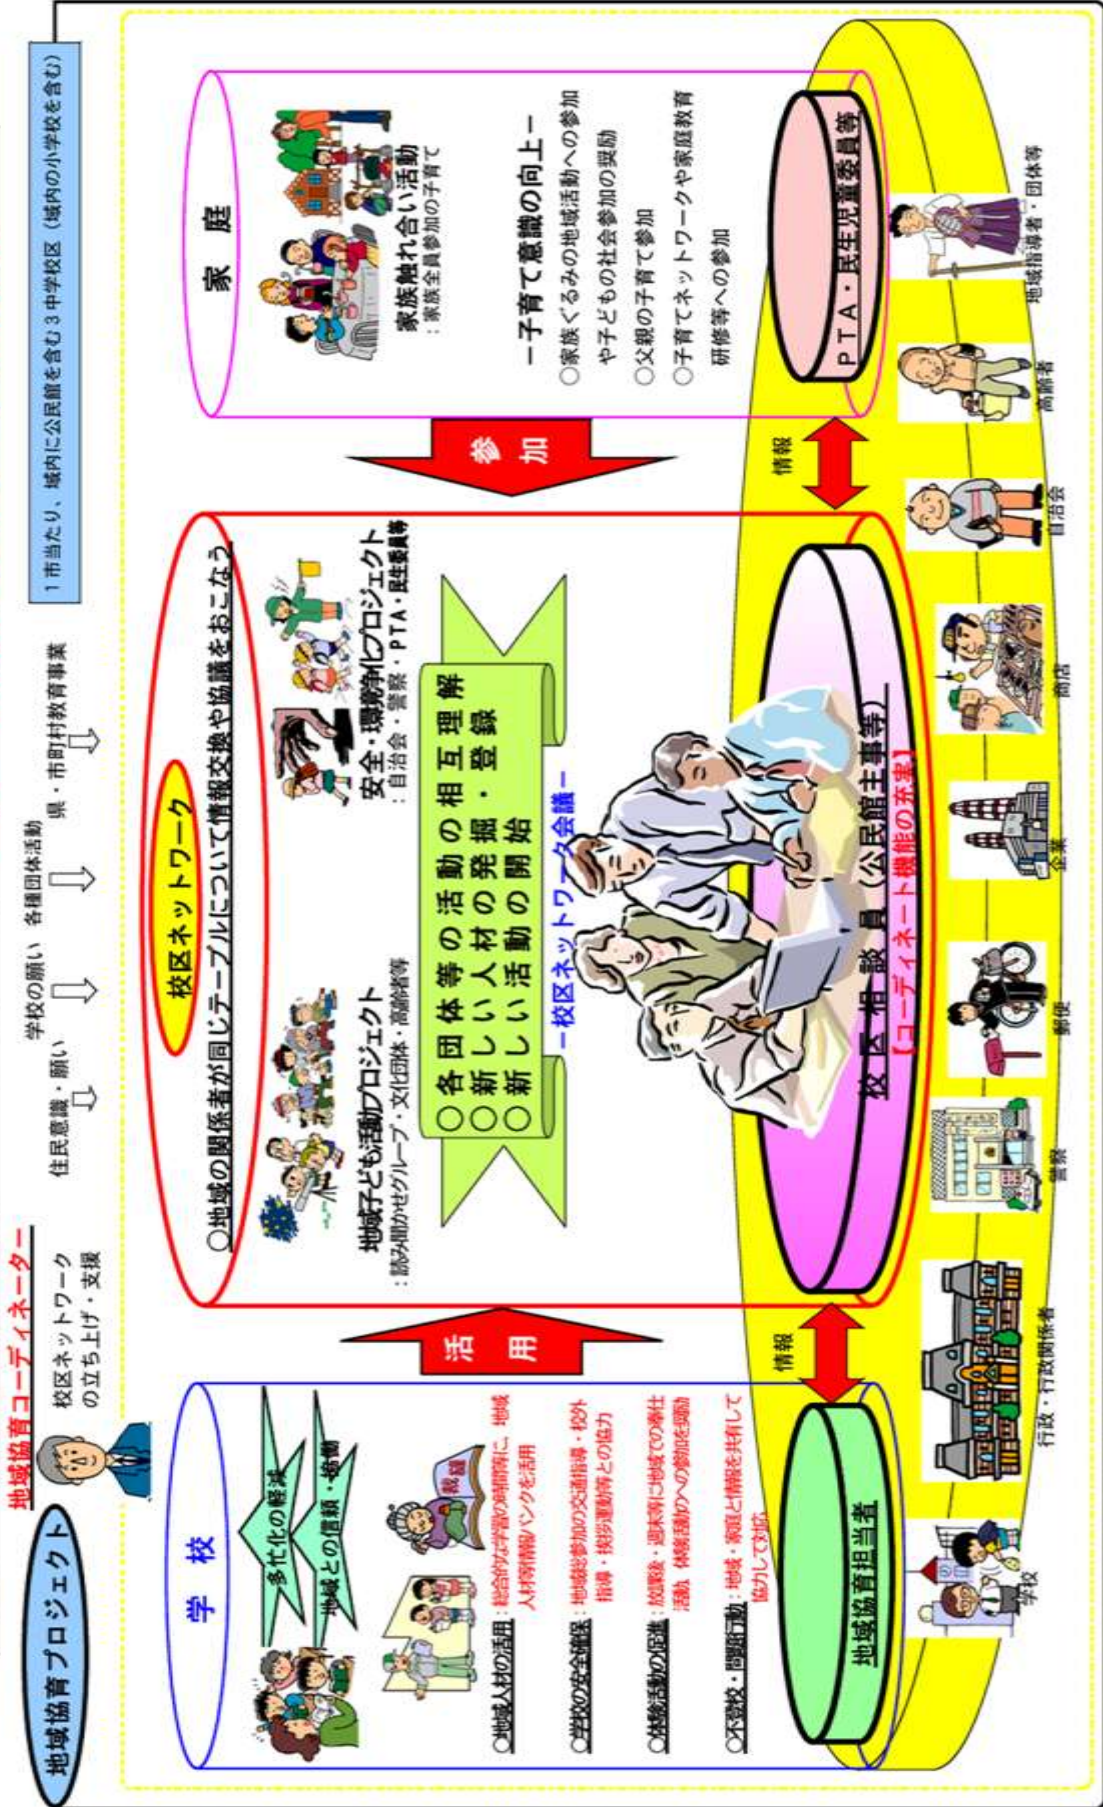 地域協育プロジェクト
地域協育コーディネーター
校区ネットワーク
の立ち上げ・支援
住民意識・願い
学校の願い
各種団体活動
県・市町村教育事業
1市当たり、域内に公民館を含む3中学校区（域内の小学校を含む）
学　校
多忙化の軽減
地域との信頼・協働
裁縫
○地域人材の活用：総合的な学習の時間等に、地域
人材等情報バンクを活用
○学校の安全確保：地域総参加の交通指導・校外
指導・挨拶運動等との協力
○体験活動の促進：放課後・週末等に地域での奉仕
活動、体験活動への参加を奨励
○不登校・問題行動：地域・家庭と情報を共有して
協力して対応
地域協育担当者
活用
情報
校区ネットワーク
○地域の関係者が同じテーブルについて情報交換や協議をおこなう
地域子ども活動プロジェクト
：読み聞かせグループ・文化団体・高齢者等
安全・環境浄化プロジェクト
：自治会・警察・PTA・民生委員等
○各団体等の活動の相互理解
○新しい人材の発掘・登録
○新しい活動の開始
－校区ネットワーク会議－
校区相談員（公民館主事等）
【コーディネート機能の充実】
参加
情報
家　庭
家族触れ合い活動
：家族全員参加の子育て
－子育て意識の向上－
○家族ぐるみの地域活動への参加
や子どもの社会参加の奨励
○父親の子育て参加
○子育てネットワークや家庭教育
研修等への参加
PTA・民生児童委員等
学校
行政・行政関係者
警察
郵便
企業
商店
自治会
高齢者
地域指導者・団体等